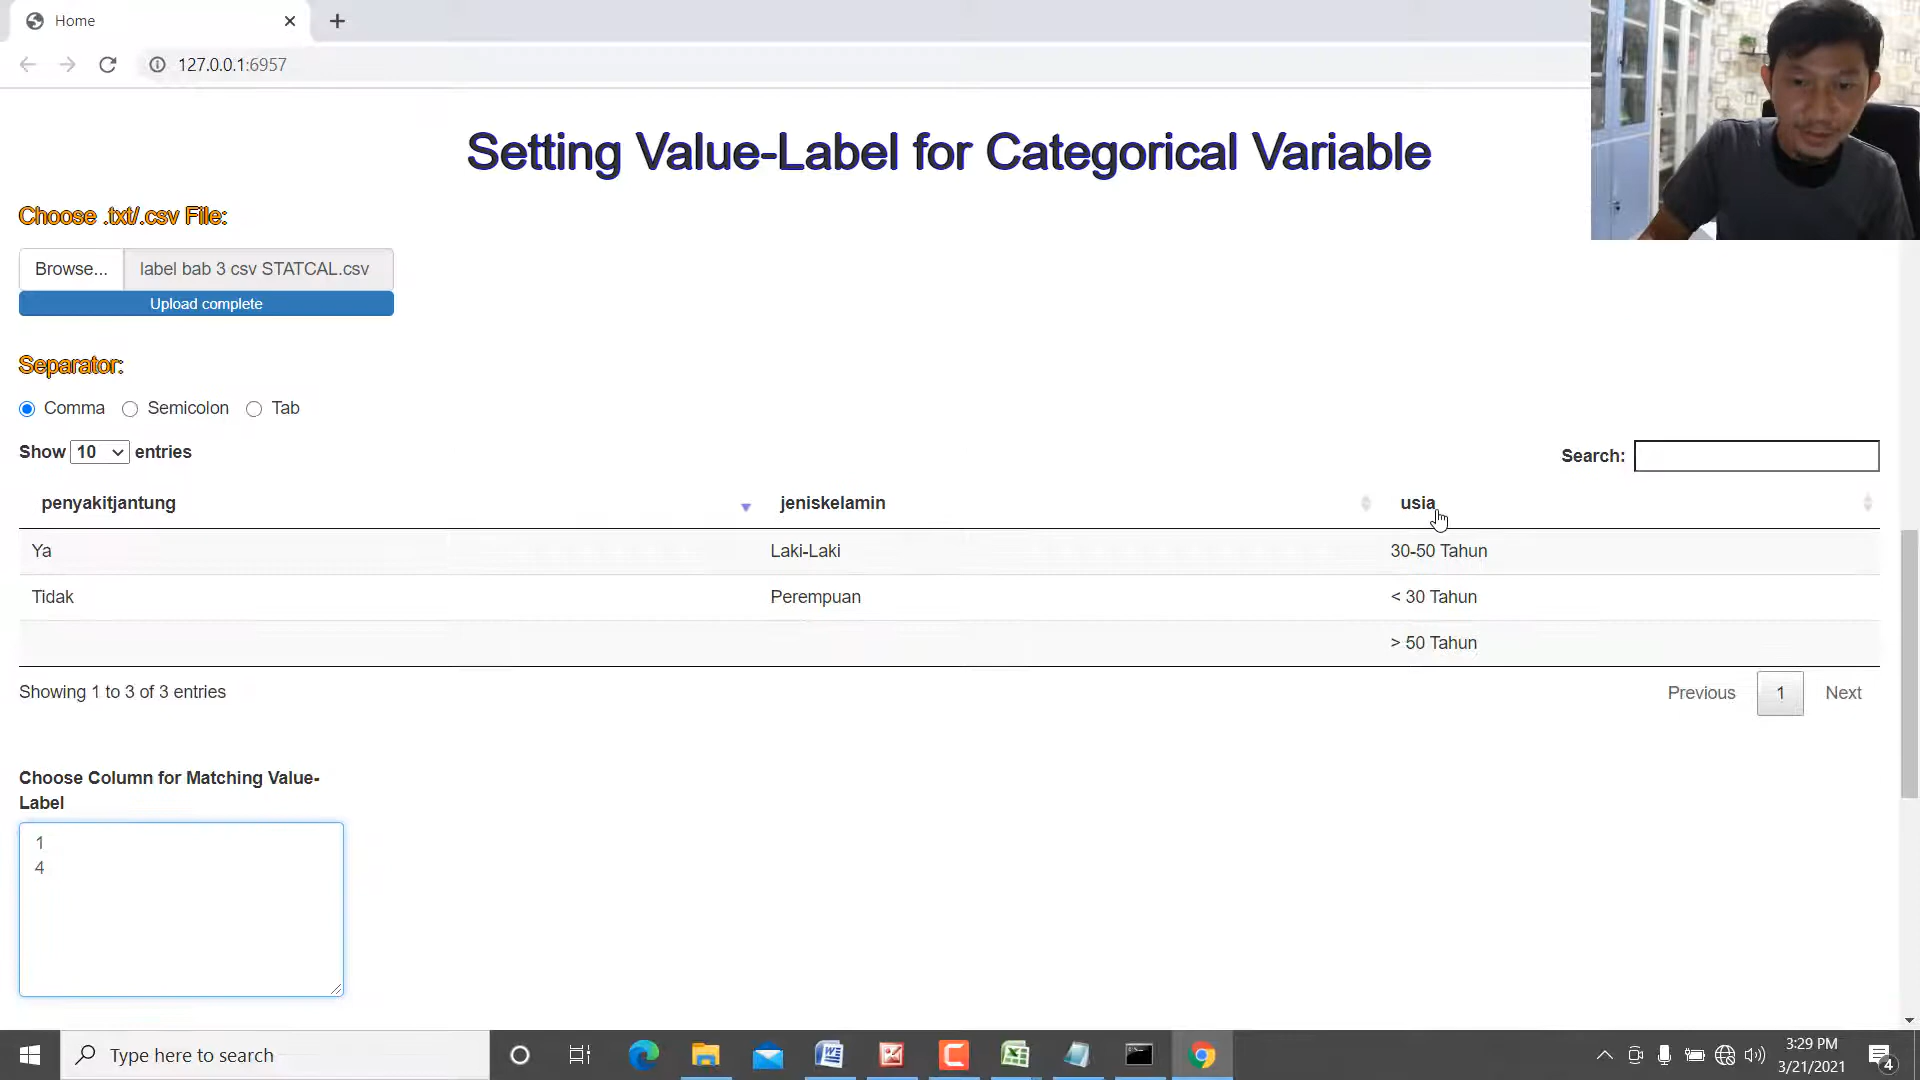 Home
127.0.0.1:6957
Setting Value-Label for Categorical Variable
Choose .txt/.csv File:
Browse... label bab 3 csv STATCAL.csv
Upload complete
Separator:
Comma Semicolon Tab
Show 10 entries Search:
penyakitjantung jeniskelamin usia
Ya Laki-Laki 30-50 Tahun
Tidak Perempuan < 30 Tahun
> 50 Tahun
Showing 1 to 3 of 3 entries Previous 1 Next
Choose Column for Matching Value-
Label
1
4
Type here to search
3:29 PM
3/21/2021
4